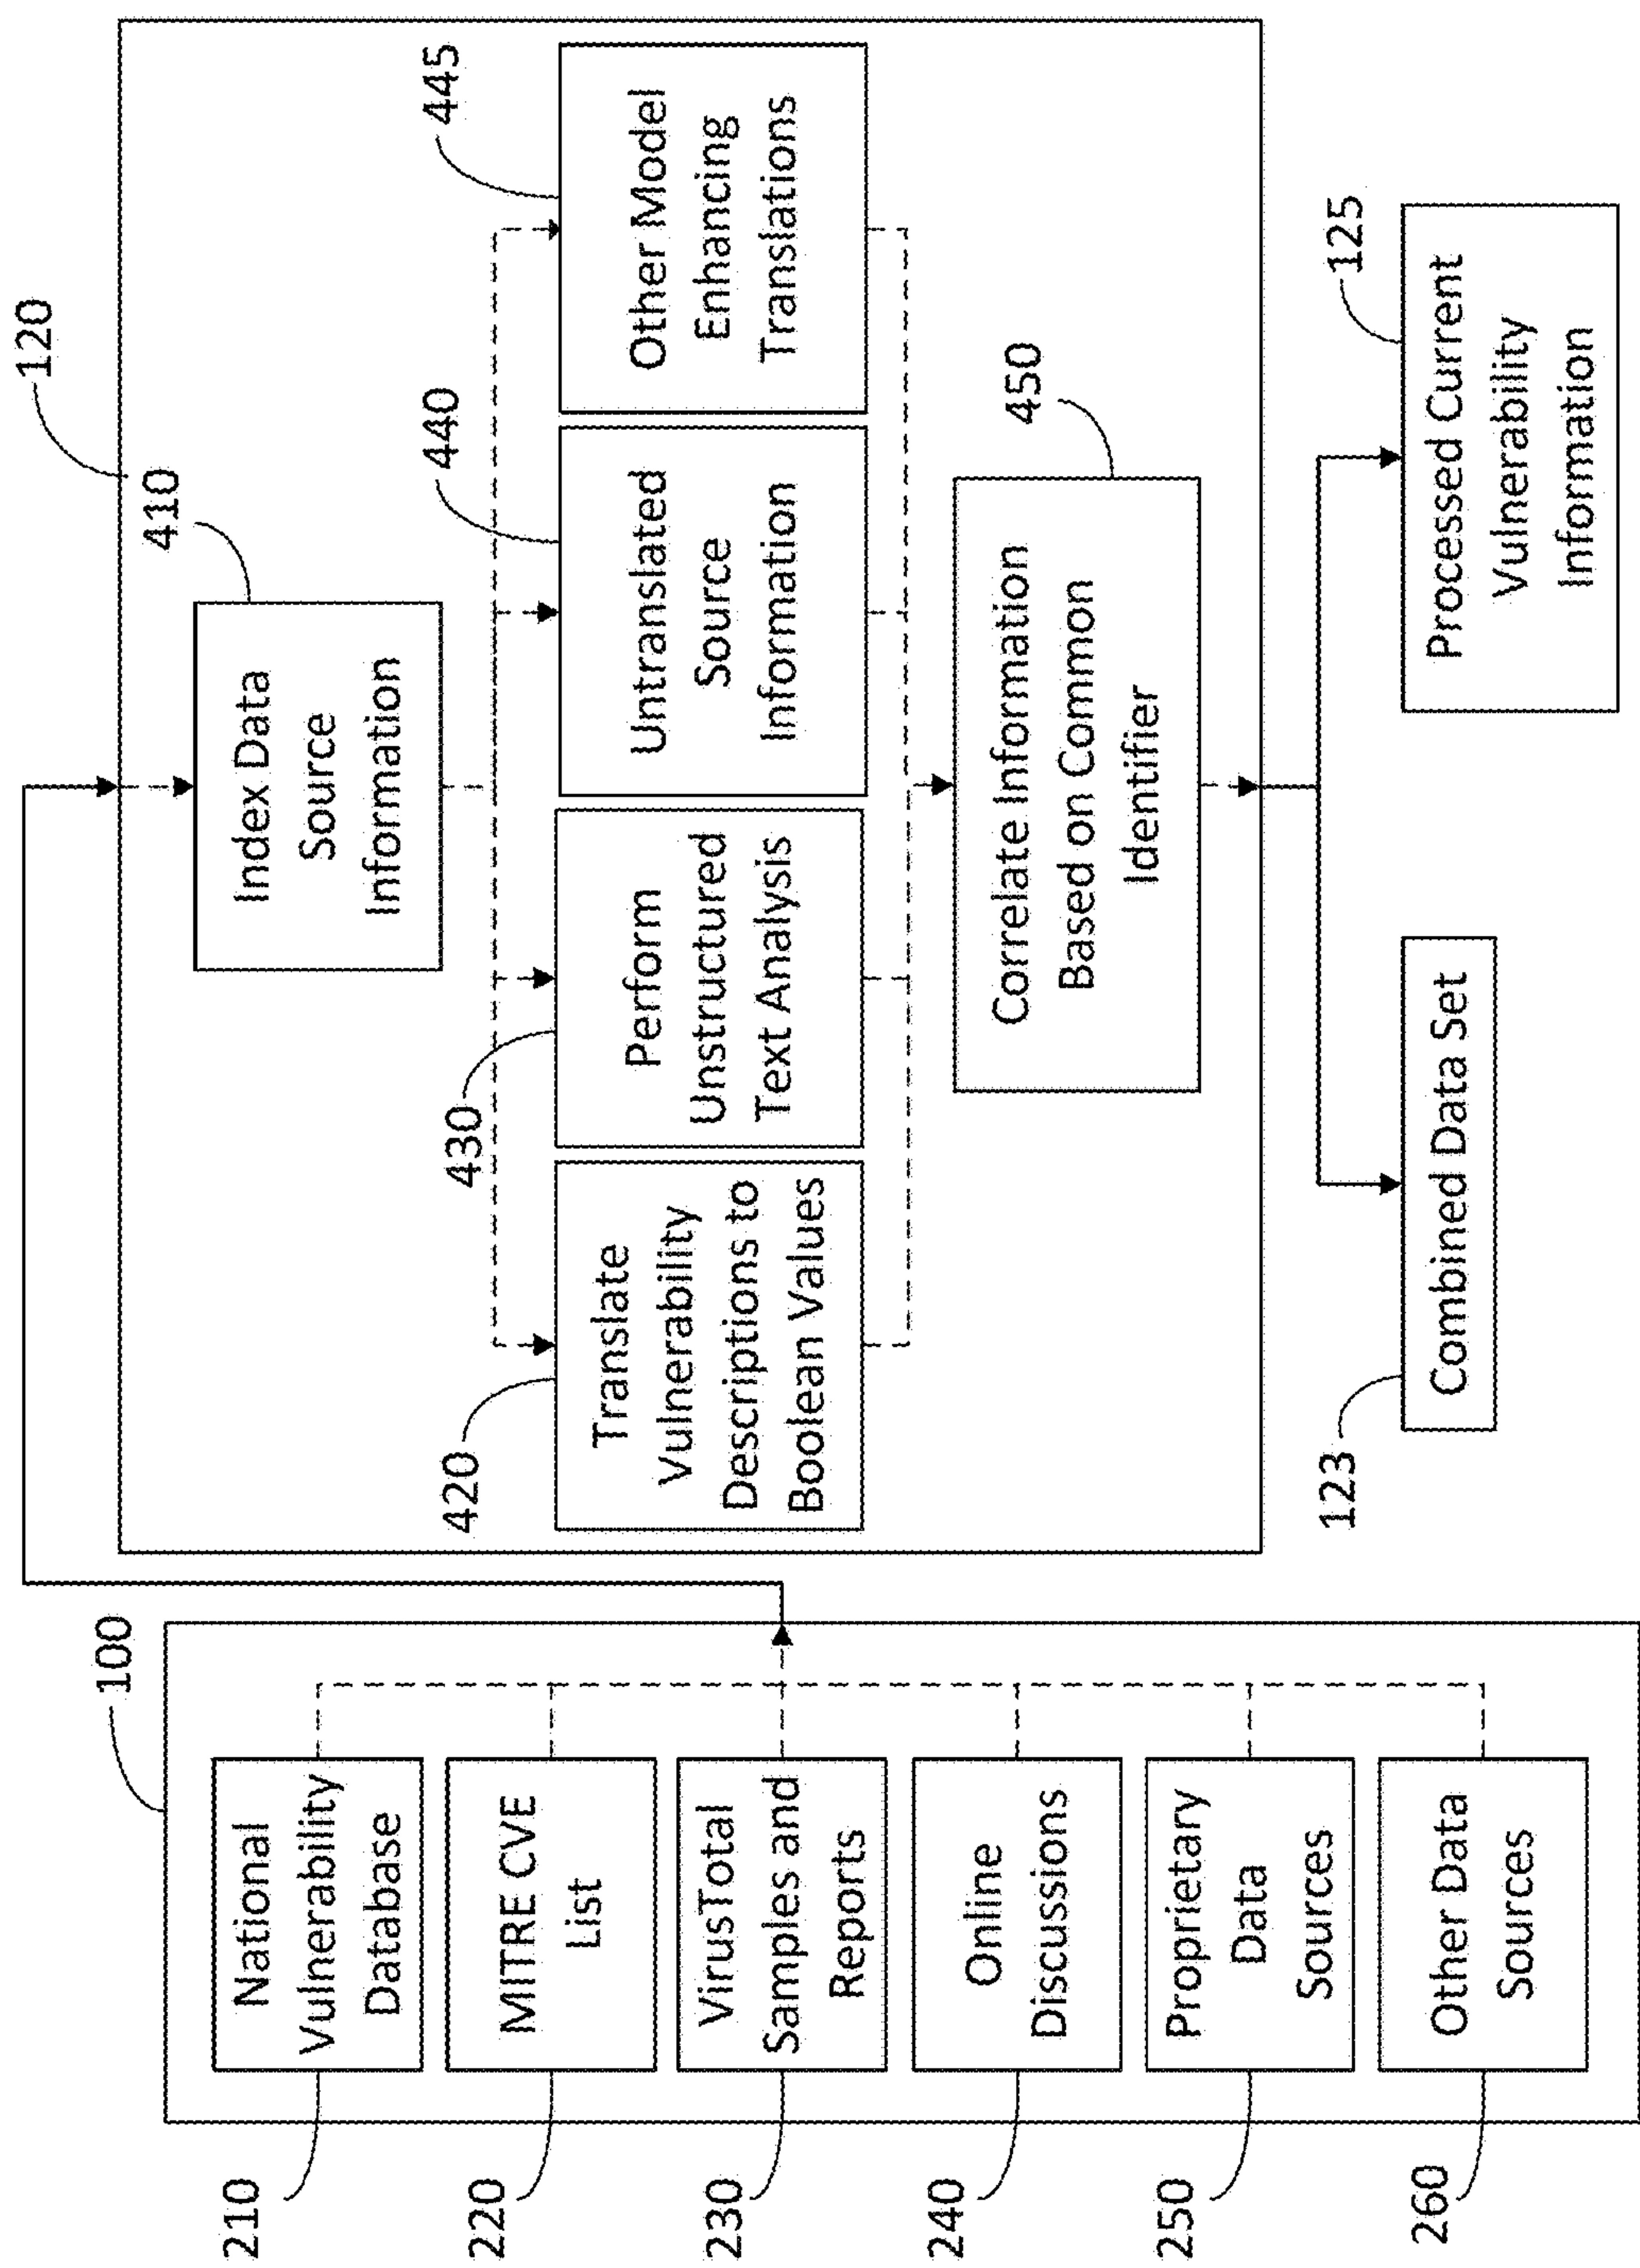 100
210
National
Vulnerability
Database
220
MITRE CVE
List
230
VirusTotal
Samples and
Reports
240
Online
Discussions
250
Proprietary
Data
Sources
260
Other Data
Sources
120
410
Index Data
Source
Information
420
Translate
Vulnerability
Descriptions to
Boolean Values
430
Perform
Unstructured
Text Analysis
440
Untranslated
Source
Information
445
Other Model
Enhancing
Translations
450
Correlate Information
Based on Common
Identifier
123
Combined Data Set
125
Processed Current
Vulnerability
Information